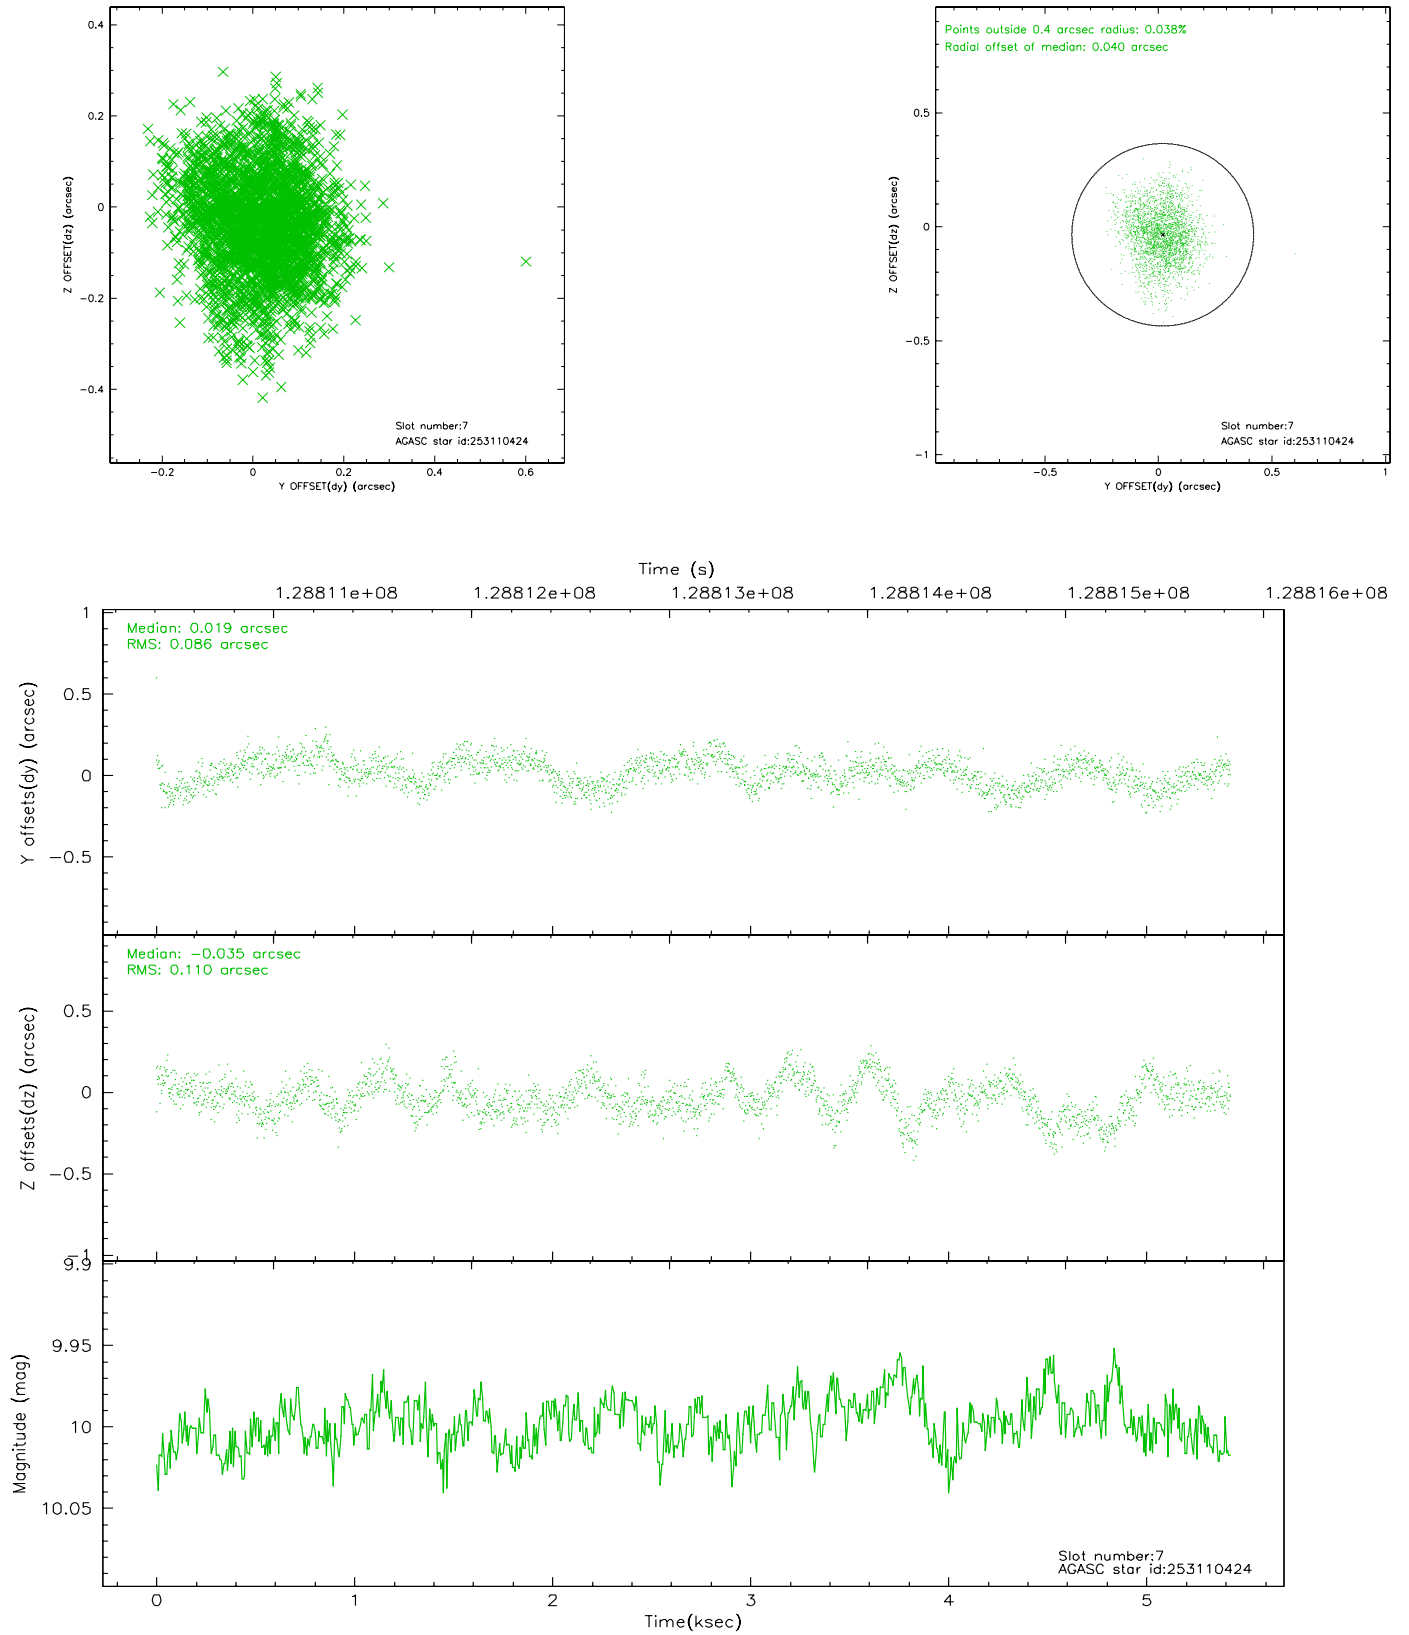 0.4
0.2
0
−0.2
−0.4
Z OFFSET(dz) (arcsec)
Slot number:7
AGASC star id:253110424
−0.2 0 0.2 0.4 0.6
Y OFFSET(dy) (arcsec)
Points outside 0.4 arcsec radius: 0.038%
Radial offset of median: 0.040 arcsec
0.5
0
−0.5
−1
Z OFFSET(dz) (arcsec)
Slot number:7
AGASC star id:253110424
−0.5 0 0.5 1
Y OFFSET(dy) (arcsec)
Time (s)
1.28811e+08 1.28812e+08 1.28813e+08 1.28814e+08 1.28815e+08 1.28816e+08
Median: 0.019 arcsec
RMS: 0.086 arcsec
1
0.5
0
−0.5
Y offsets(dy) (arcsec)
Median: −0.035 arcsec
RMS: 0.110 arcsec
0.5
0
−0.5
−1
Z offsets(dz) (arcsec)
9.9
9.95
10
10.05
Magnitude (mag)
Slot number:7
AGASC star id:253110424
0 1 2 3 4 5
Time(ksec)